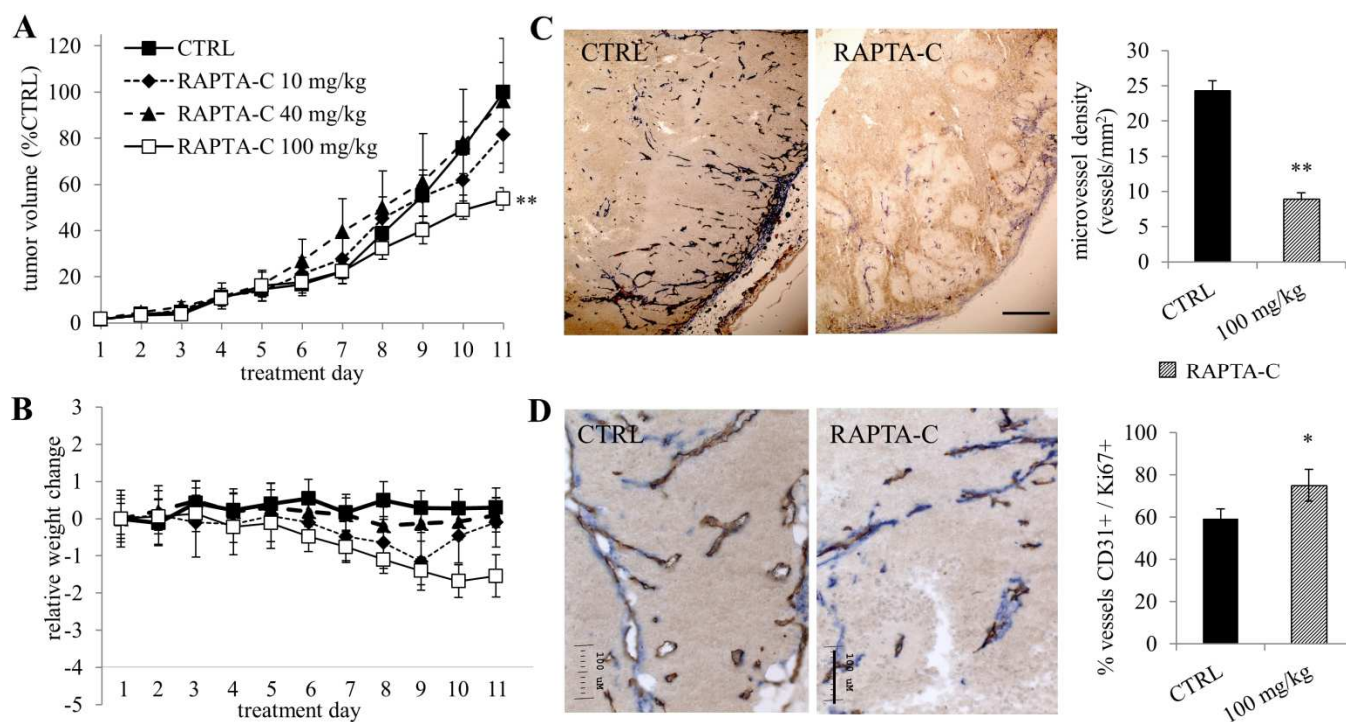 A
120
100
80
60
40
20
0
tumor volume (%CTRL)
CTRL
RAPTA-C 10 mg/kg
RAPTA-C 40 mg/kg
RAPTA-C 100 mg/kg
**
1 2 3 4 5 6 7 8 9 10 11
treatment day
B
3
2
1
0
-1
-2
-3
-4
-5
relative weight change
1 2 3 4 5 6 7 8 9 10 11
treatment day
C
CTRL
RAPTA-C
30
25
20
15
10
5
0
microvessel density
(vessels/mm²)
**
CTRL
100 mg/kg
RAPTA-C
D
CTRL
100 uM
RAPTA-C
100 uM
100
80
60
40
20
0
% vessels CD31+ / Ki67+
*
CTRL
100 mg/kg